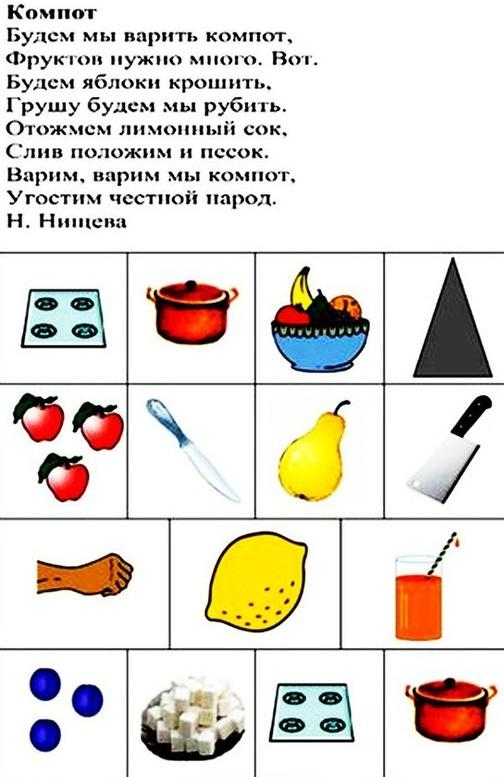 Компот
Будем мы варить компот,
Фруктов нужно много. Вот.
Будем яблоки крошить,
Грушу будем мы рубить.
Отожмем лимонный сок,
Слив положим и песок.
Варим, варим мы компот,
Угостим честной народ.
Н. Нищева